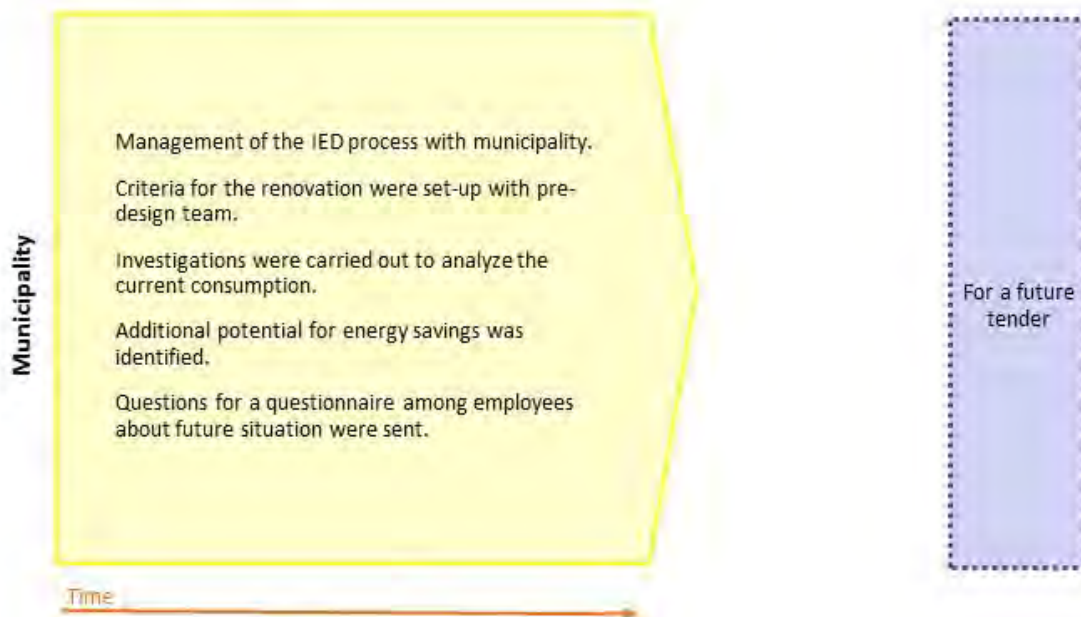 Municipality
Management of the IED process with municipality.
Criteria for the renovation were set-up with pre-
design team.
Investigations were carried out to analyze the
current consumption.
Additional potential for energy savings was
identified.
Questions for a questionnaire among employees
about future situation were sent.
For a future
tender
Time